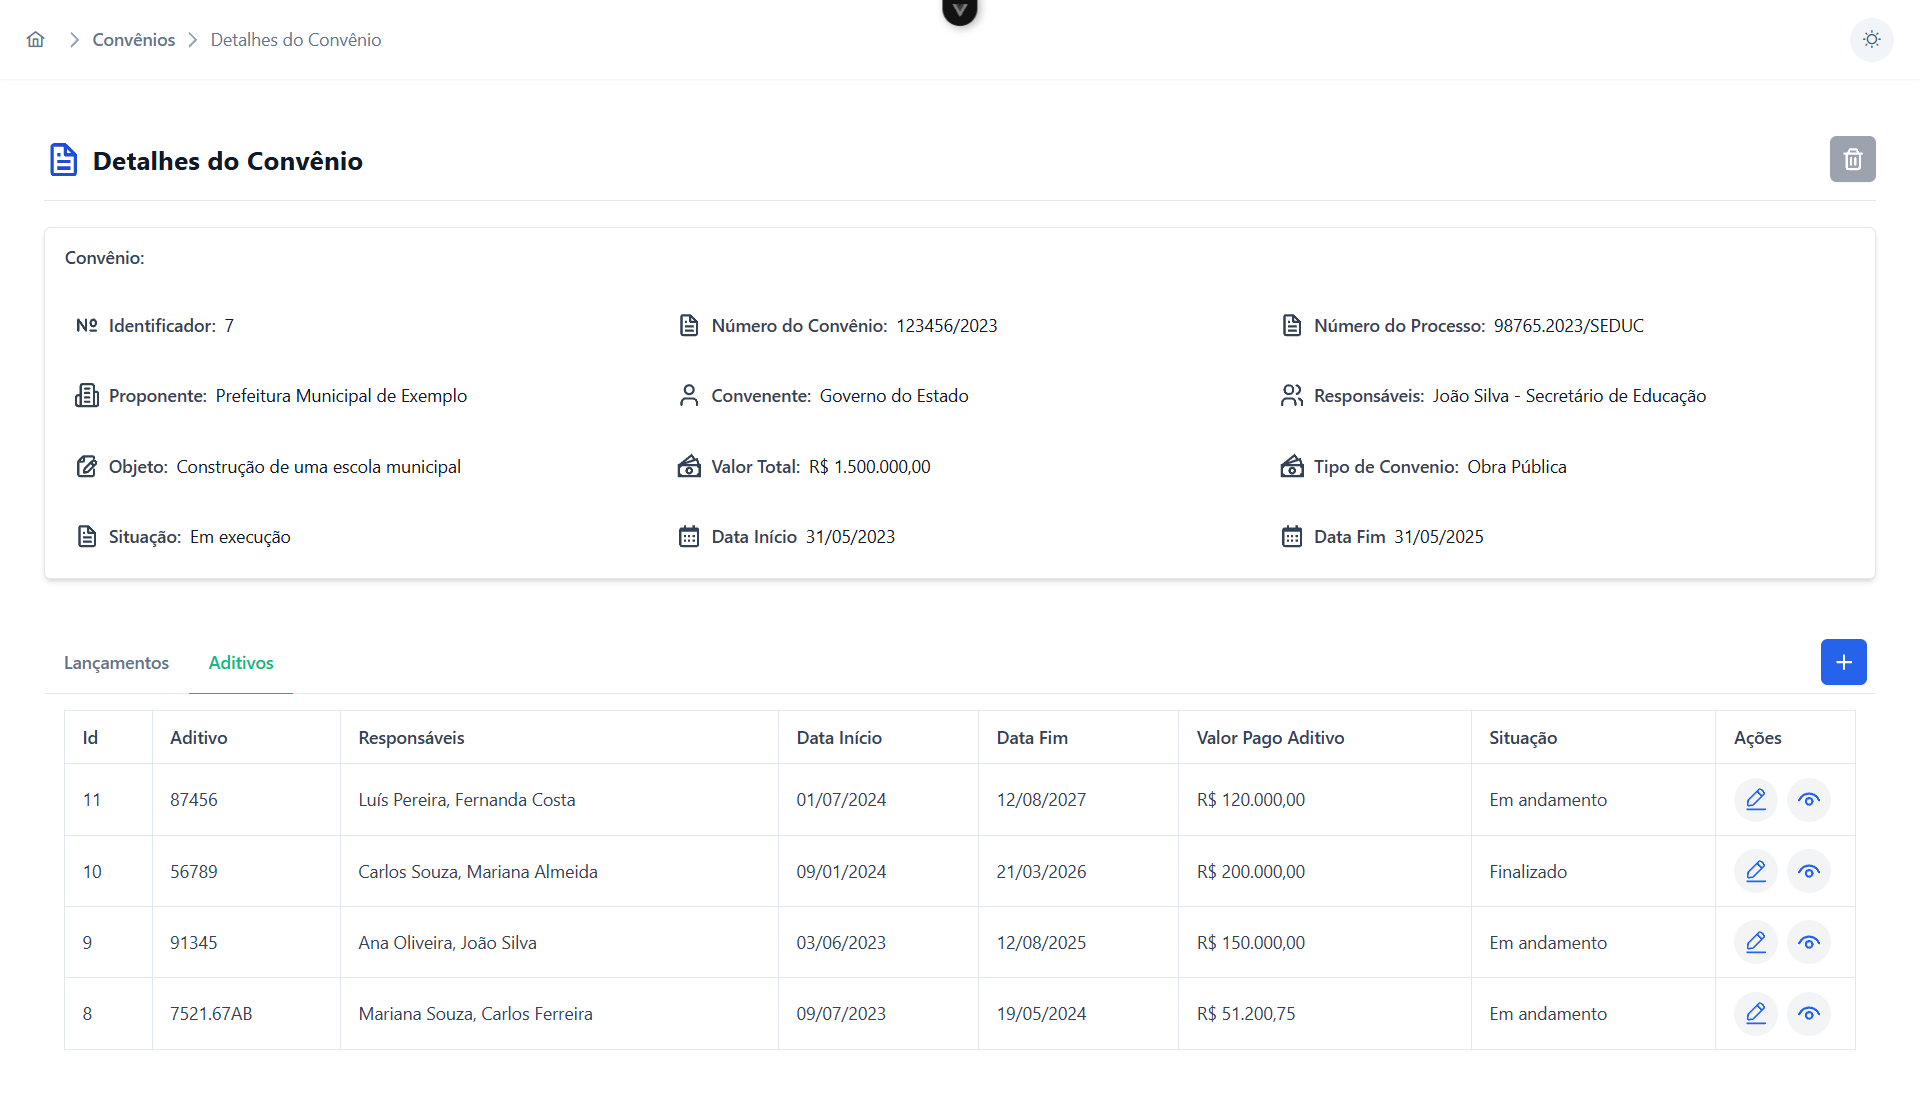 Convênios Detalhes do Convênio
Detalhes do Convênio
Convênio:
Nº Identificador: 7 Número do Convênio: 123456/2023 Número do Processo: 98765.2023/SEDUC
Proponente: Prefeitura Municipal de Exemplo Convenente: Governo do Estado Responsáveis: João Silva - Secretário de Educação
Objeto: Construção de uma escola municipal Valor Total: R$ 1.500.000,00 Tipo de Convenio: Obra Pública
Situação: Em execução Data Início 31/05/2023 Data Fim 31/05/2025
Lançamentos Aditivos
Id Aditivo Responsáveis Data Início Data Fim Valor Pago Aditivo Situação Ações
11 87456 Luís Pereira, Fernanda Costa 01/07/2024 12/08/2027 R$ 120.000,00 Em andamento
10 56789 Carlos Souza, Mariana Almeida 09/01/2024 21/03/2026 R$ 200.000,00 Finalizado
9 91345 Ana Oliveira, João Silva 03/06/2023 12/08/2025 R$ 150.000,00 Em andamento
8 7521.67AB Mariana Souza, Carlos Ferreira 09/07/2023 19/05/2024 R$ 51.200,75 Em andamento